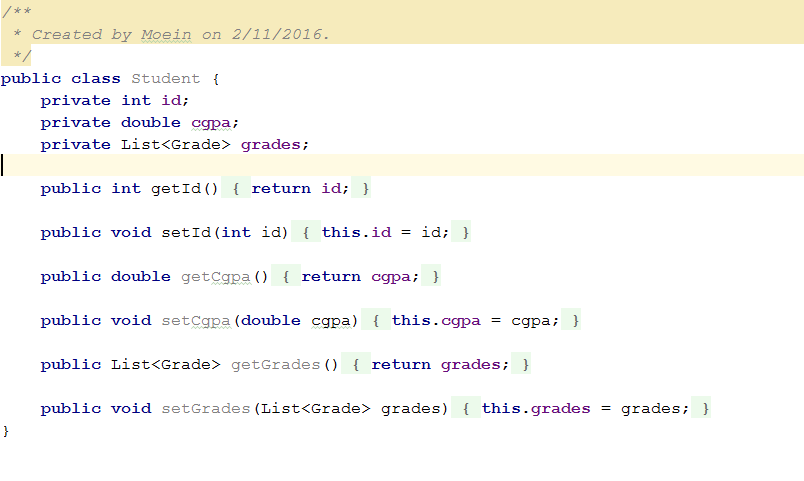 /**
 * Created by Moein on 2/11/2016.
 */
public class Student {
    private int id;
    private double cgpa;
    private List<Grade> grades;
    public int getId() { return id; }
    public void setId(int id) { this.id = id; }
    public double getCgpa() { return cgpa; }
    public void setCgpa(double cgpa) { this.cgpa = cgpa; }
    public List<Grade> getGrades() { return grades; }
    public void setGrades(List<Grade> grades) { this.grades = grades; }
}